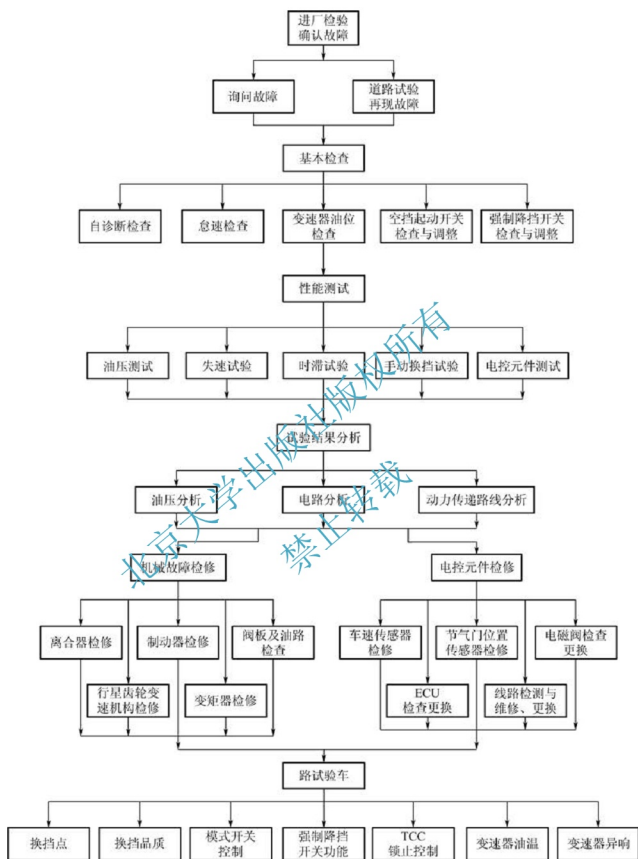 进厂检验
确认故障
询问故障
道路试验
再现故障
基本检查
自诊断检查
怠速检查
变速器油位
检查
空挡起动开关
检查与调整
强制降挡开关
检查与调整
性能测试
油压测试
失速试验
时滞试验
手动换挡试验
电控元件测试
试验结果分析
油压分析
电路分析
动力传递路线分析
机械故障检修
电控元件检修
离合器检修
制动器检修
阀板及油路
检查
车速传感器
检修
节气门位置
传感器检修
电磁阀检查
更换
行星齿轮变
速机构检修
变矩器检修
ECU
检查更换
线路检测与
维修、更换
路试验车
换挡点
换挡品质
模式开关
控制
强制降挡
开关功能
TCC
锁止控制
变速器油温
变速器异响
北京大学出版社版权所有
禁止转载